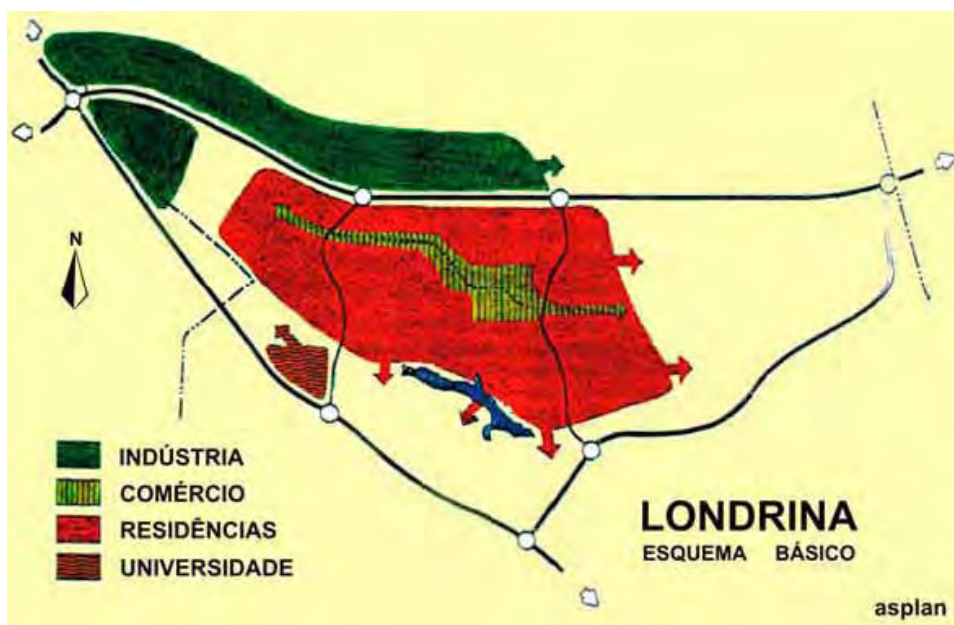 N
INDÚSTRIA
COMÉRCIO
RESIDÊNCIAS
UNIVERSIDADE
LONDRINA
ESQUEMA BÁSICO
asplan